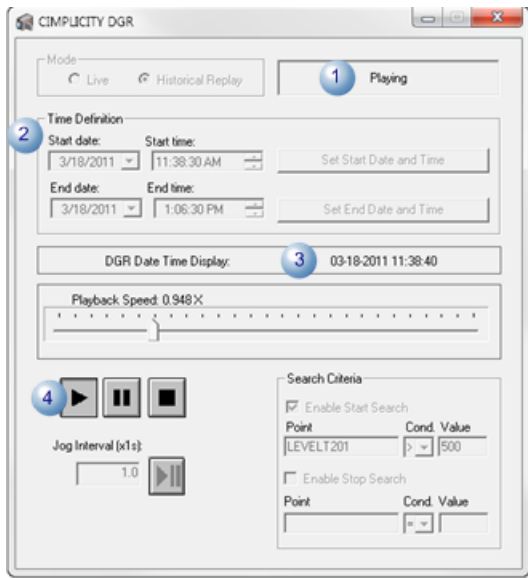 CIMPLICITY DGR
Mode
Live Historical Replay
1 Playing
2 Time Definition
Start date: Start time:
3/18/2011 11:38:30 AM Set Start Date and Time
End date: End time:
3/18/2011 1:06:30 PM Set End Date and Time
DGR Date Time Display: 3 03-18-2011 11:38:40
Playback Speed: 0.948 X
4
Jog Interval (x1s):
1.0
Search Criteria
Enable Start Search
Point Cond. Value
LEVELT201 > 500
Enable Stop Search
Point Cond. Value
=